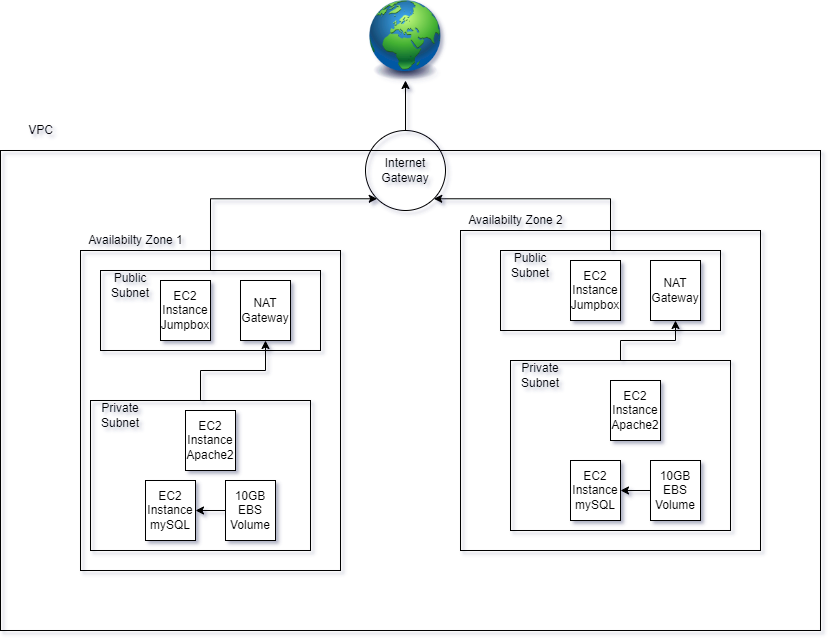 VPC
Internet
Gateway
Availabilty Zone 1
Public
Subnet
EC2
Instance
Jumpbox
NAT
Gateway
Private
Subnet
EC2
Instance
Apache2
EC2
Instance
mySQL
10GB
EBS
Volume
Availabilty Zone 2
Public
Subnet
EC2
Instance
Jumpbox
NAT
Gateway
Private
Subnet
EC2
Instance
Apache2
EC2
Instance
mySQL
10GB
EBS
Volume